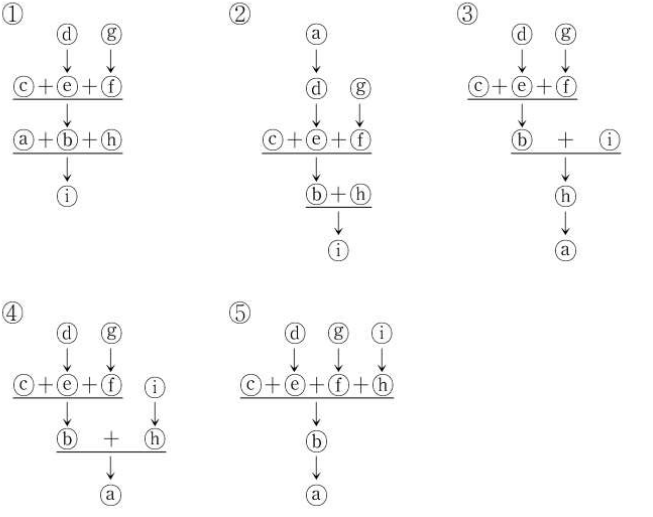 ①
ⓓ ⓖ
ⓒ + ⓔ + ⓕ
ⓐ + ⓑ + ⓗ
ⓘ
②
ⓐ
ⓓ ⓖ
ⓒ + ⓔ + ⓕ
ⓑ + ⓗ
ⓘ
③
ⓓ ⓖ
ⓒ + ⓔ + ⓕ
ⓑ + ⓘ
ⓗ
ⓐ
④
ⓓ ⓖ
ⓒ + ⓔ + ⓕ ⓘ
ⓑ + ⓗ
ⓐ
⑤
ⓓ ⓖ ⓘ
ⓒ + ⓔ + ⓕ + ⓗ
ⓑ
ⓐ